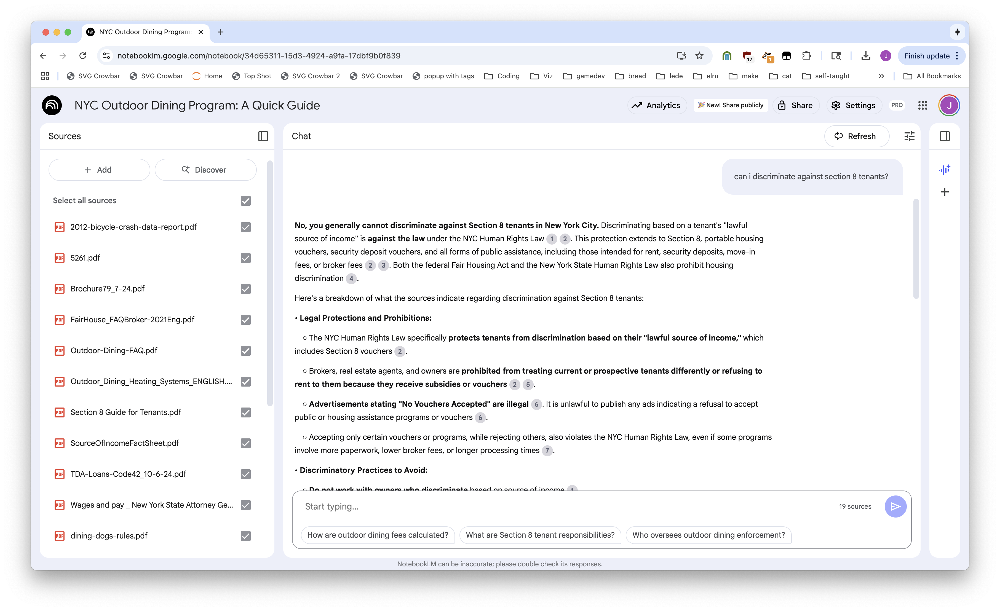 NYC Outdoor Dining Program
notebooklm.google.com/notebook/34d65311-15d3-4924-a9fa-17dbf9b0f839
17
1
J
Finish update
SVG Crowbar
SVG Crowbar
Home
Top Shot
SVG Crowbar 2
SVG Crowbar
popup with tags
Coding
Viz
gamedev
bread
lede
elrn
make
cat
self-taught
All Bookmarks
NYC Outdoor Dining Program: A Quick Guide
Analytics
New! Share publicly
Share
Settings
PRO
J
Sources
Add
Discover
Select all sources
PDF 2012-bicycle-crash-data-report.pdf
PDF 5261.pdf
PDF Brochure79_7-24.pdf
PDF FairHouse_FAQBroker-2021Eng.pdf
PDF Outdoor-Dining-FAQ.pdf
PDF Outdoor_Dining_Heating_Systems_ENGLISH....
PDF Section 8 Guide for Tenants.pdf
PDF SourceOfIncomeFactSheet.pdf
PDF TDA-Loans-Code42_10-6-24.pdf
PDF Wages and pay _ New York State Attorney Ge...
PDF dining-dogs-rules.pdf
Chat
Refresh
can i discriminate against section 8 tenants?
No, you generally cannot discriminate against Section 8 tenants in New York City. Discriminating based on a tenant's "lawful
source of income" is against the law under the NYC Human Rights Law 1 2. This protection extends to Section 8, portable housing
vouchers, security deposit vouchers, and all forms of public assistance, including those intended for rent, security deposits, move-in
fees, or broker fees 2 3. Both the federal Fair Housing Act and the New York State Human Rights Law also prohibit housing
discrimination 4.
Here's a breakdown of what the sources indicate regarding discrimination against Section 8 tenants:
• Legal Protections and Prohibitions:
○ The NYC Human Rights Law specifically protects tenants from discrimination based on their "lawful source of income," which
includes Section 8 vouchers 2.
○ Brokers, real estate agents, and owners are prohibited from treating current or prospective tenants differently or refusing to
rent to them because they receive subsidies or vouchers 2 5.
○ Advertisements stating "No Vouchers Accepted" are illegal 6. It is unlawful to publish any ads indicating a refusal to accept
public or housing assistance programs or vouchers 6.
○ Accepting only certain vouchers or programs, while rejecting others, also violates the NYC Human Rights Law, even if some programs
involve more paperwork, lower broker fees, or longer processing times 7.
• Discriminatory Practices to Avoid:
○ Do not work with owners who discriminate based on source of income 1
Start typing...
19 sources
How are outdoor dining fees calculated?
What are Section 8 tenant responsibilities?
Who oversees outdoor dining enforcement?
NotebookLM can be inaccurate; please double check its responses.